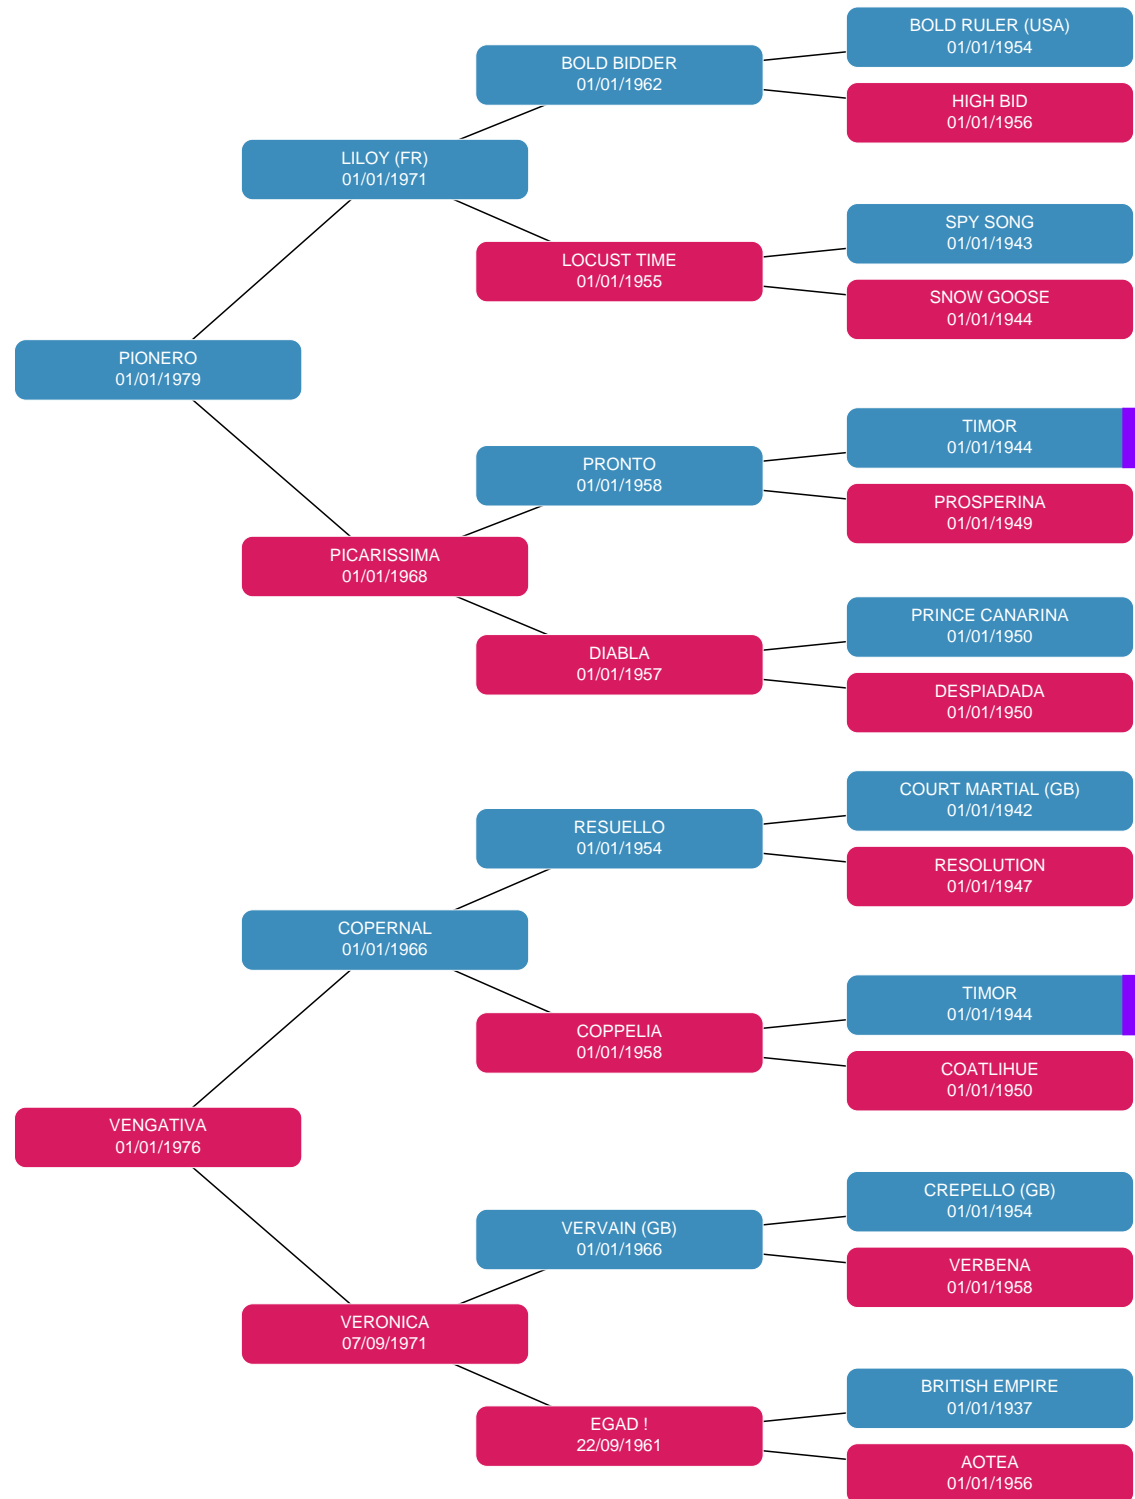 BOLD RULER (USA)
01/01/1954
BOLD BIDDER
01/01/1962
HIGH BID
01/01/1956
LILOY (FR)
01/01/1971
SPY SONG
01/01/1943
LOCUST TIME
01/01/1955
SNOW GOOSE
01/01/1944
PIONERO
01/01/1979
TIMOR
01/01/1944
PRONTO
01/01/1958
PROSPERINA
01/01/1949
PICARISSIMA
01/01/1968
PRINCE CANARINA
01/01/1950
DIABLA
01/01/1957
DESPIADADA
01/01/1950
COURT MARTIAL (GB)
01/01/1942
RESUELLO
01/01/1954
RESOLUTION
01/01/1947
COPERNAL
01/01/1966
TIMOR
01/01/1944
COPPELIA
01/01/1958
COATLIHUE
01/01/1950
VENGATIVA
01/01/1976
CREPELLO (GB)
01/01/1954
VERVAIN (GB)
01/01/1966
VERBENA
01/01/1958
VERONICA
07/09/1971
BRITISH EMPIRE
01/01/1937
EGAD !
22/09/1961
AOTEA
01/01/1956